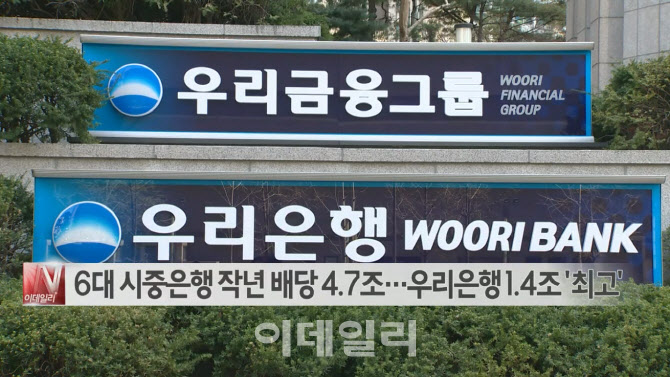 우리금융그룹
WOORI
FINANCIAL
GROUP
우리은행 WOORI BANK
N
이데일리
6대 시중은행 작년 배당 4.7조…우리은행 1.4조 '최고'
이데일리